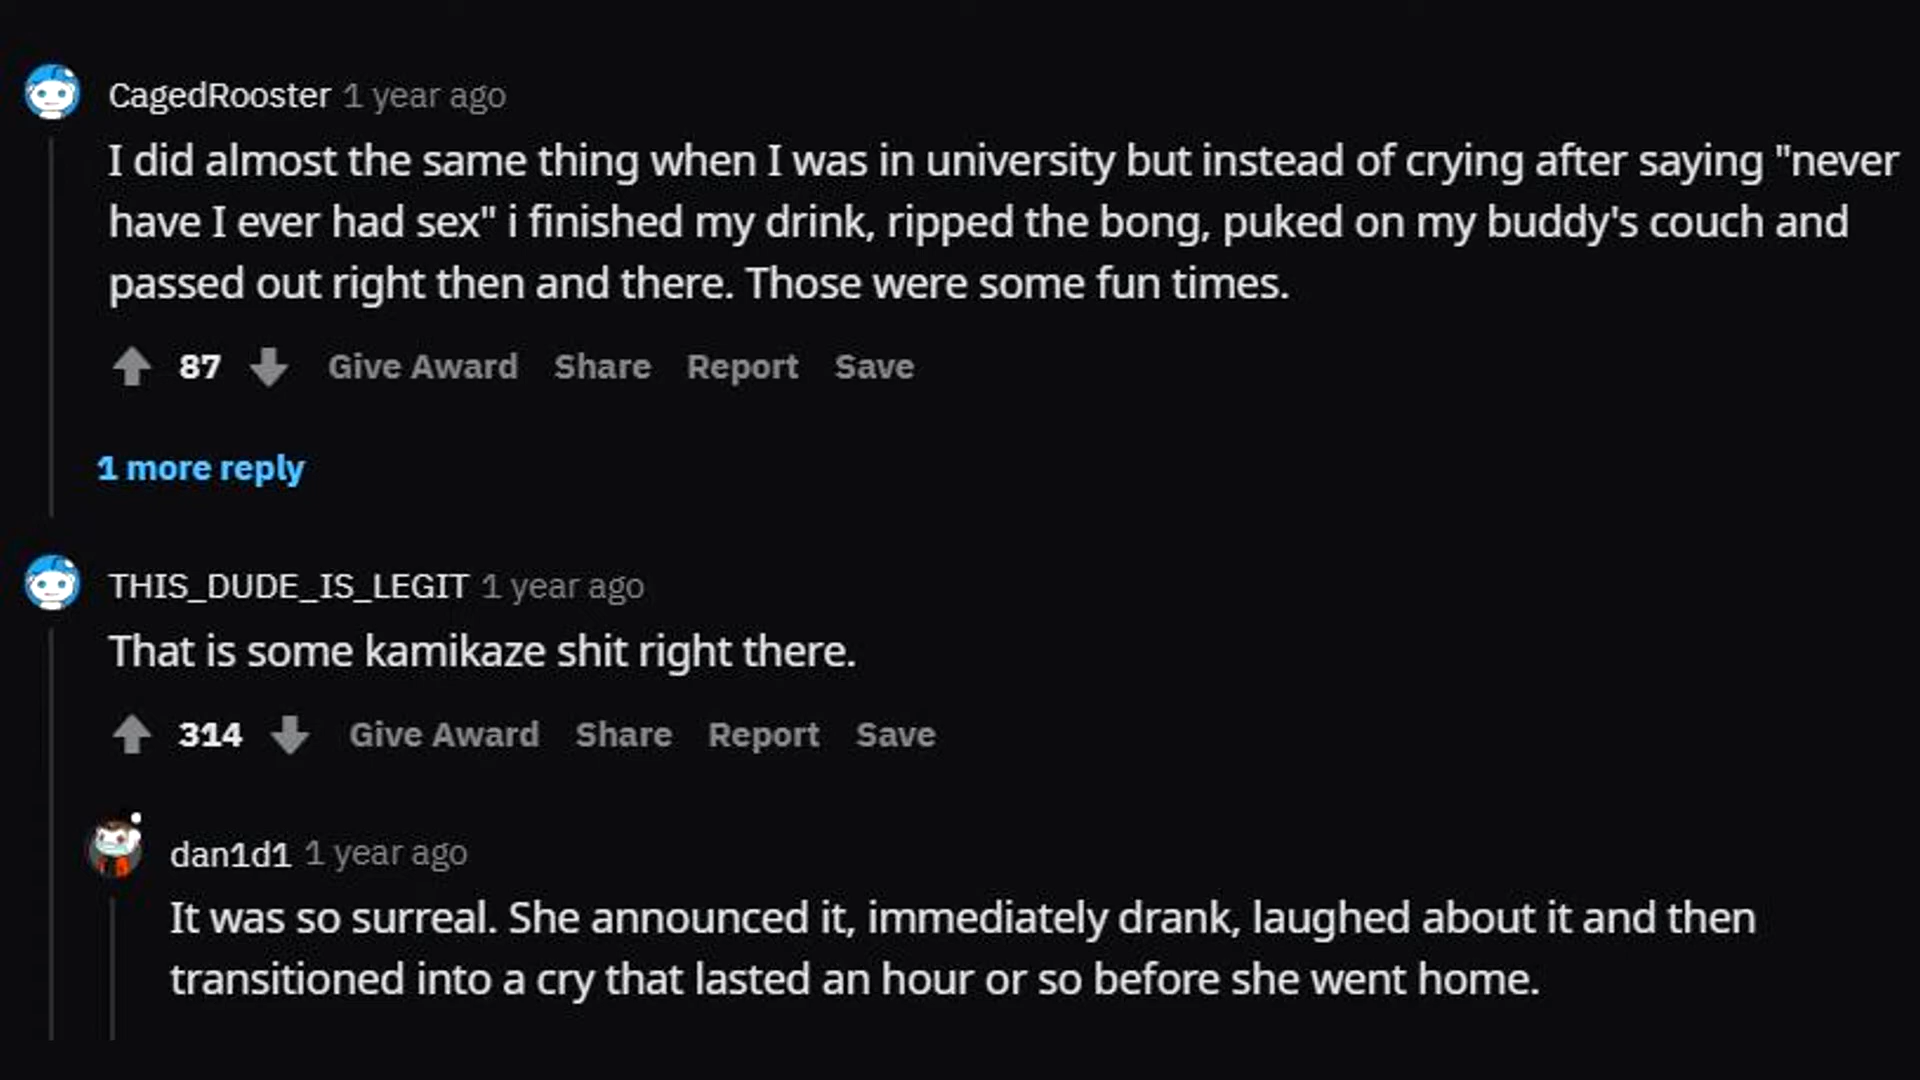 CagedRooster 1 year ago
I did almost the same thing when I was in university but instead of crying after saying "never
have I ever had sex" i finished my drink, ripped the bong, puked on my buddy's couch and
passed out right then and there. Those were some fun times.
87 Give Award Share Report Save
1 more reply
THIS_DUDE_IS_LEGIT 1 year ago
That is some kamikaze shit right there.
314 Give Award Share Report Save
dan1d1 1 year ago
It was so surreal. She announced it, immediately drank, laughed about it and then
transitioned into a cry that lasted an hour or so before she went home.